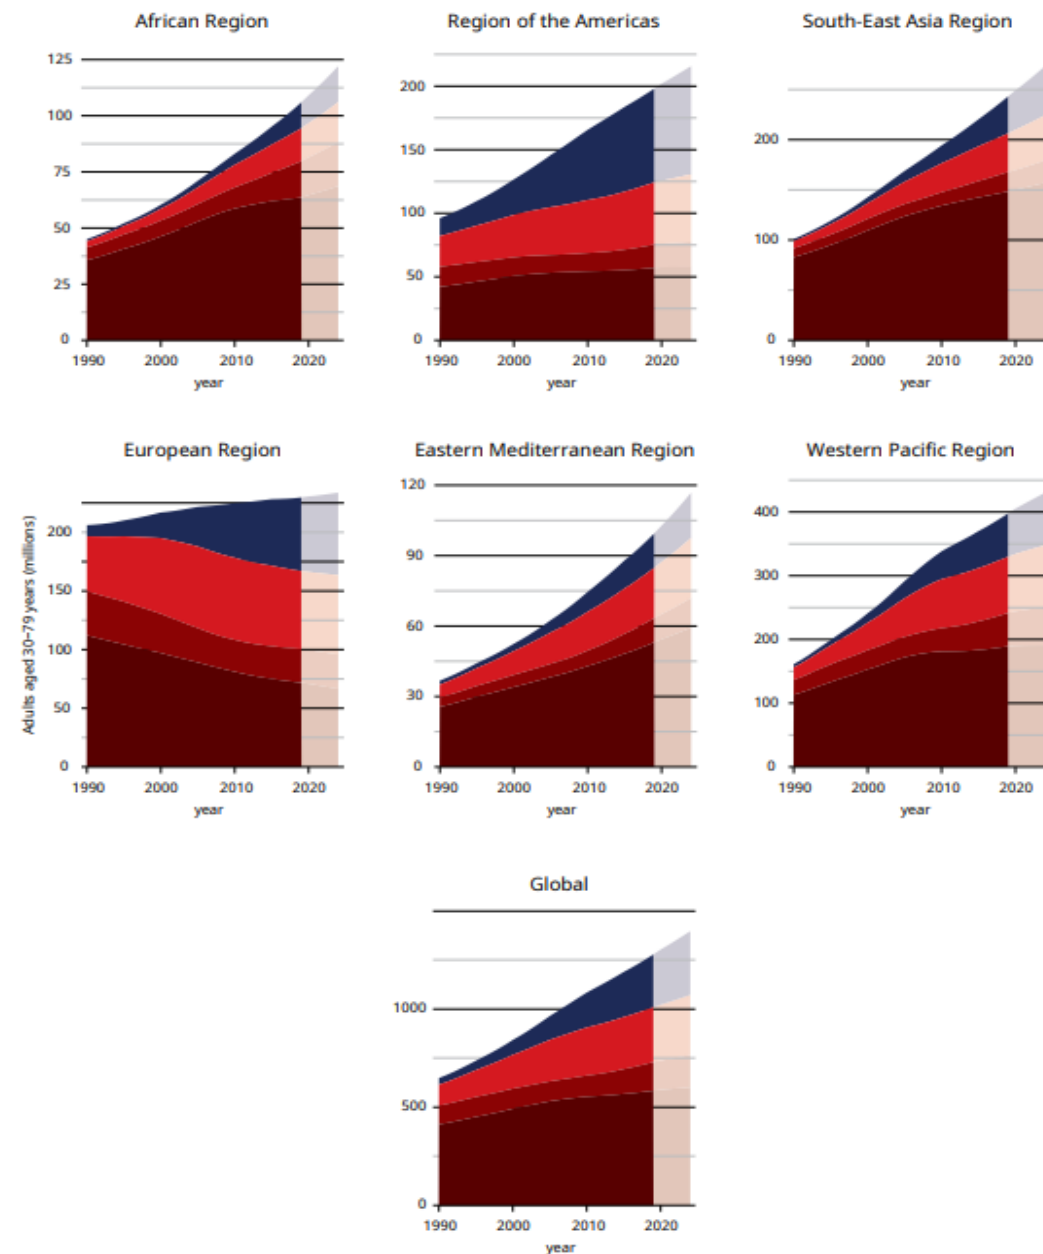 African Region
Region of the Americas
South-East Asia Region
125
100
75
50
25
0
1990 2000 2010 2020
year
200
150
100
50
0
1990 2000 2010 2020
year
200
100
0
1990 2000 2010 2020
year
European Region
Eastern Mediterranean Region
Western Pacific Region
Adults aged 30–79 years (millions)
200
150
100
50
0
1990 2000 2010 2020
year
120
90
60
30
0
1990 2000 2010 2020
year
400
300
200
100
0
1990 2000 2010 2020
year
Global
1000
500
0
1990 2000 2010 2020
year